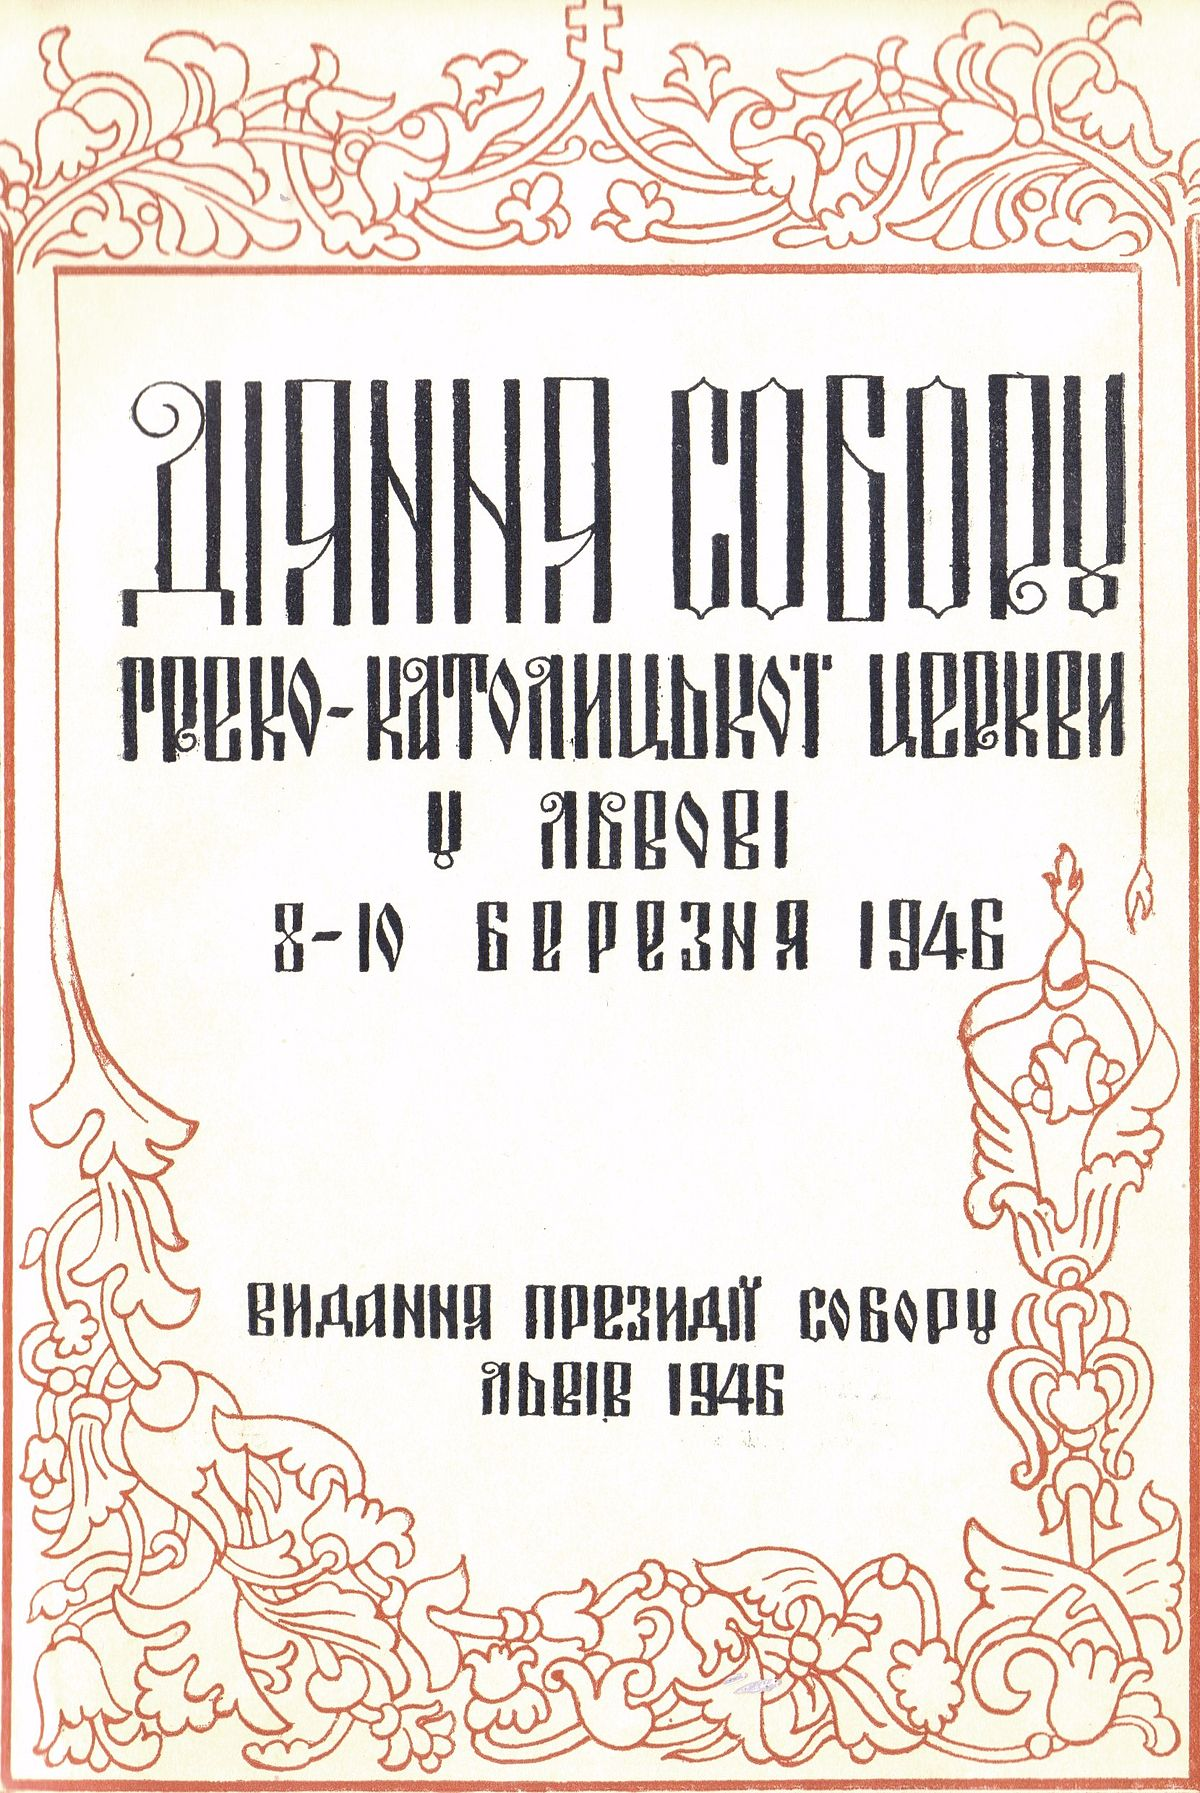 ДІЯННЯ СОБОРУ
ГРЕКО-КАТОЛИЦЬКОЇ ЦЕРКВИ
У ЛЬВОВІ
8-10 БЕРЕЗНЯ 1946
ВИДАННЯ ПРЕЗИДІЇ СОБОРУ
ЛЬВІВ 1946